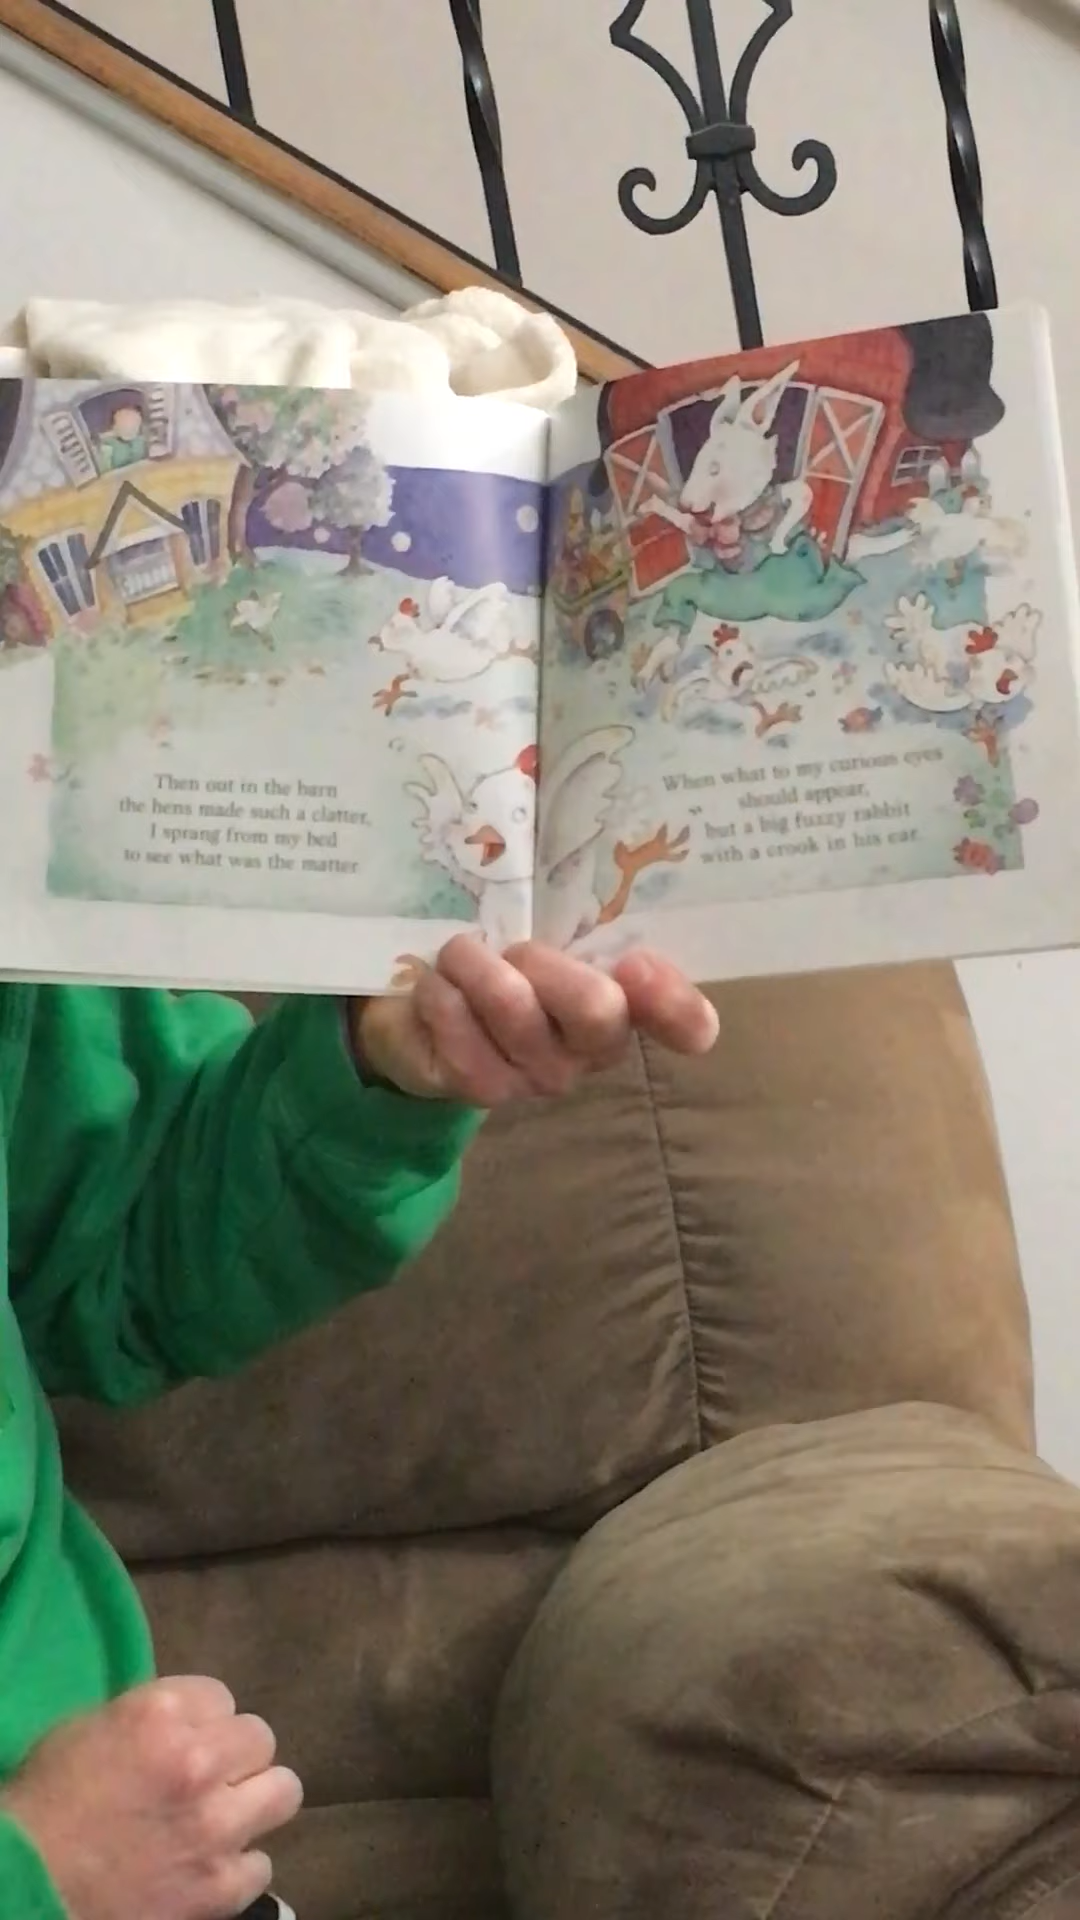 Then out in the barn
the hens made such a clatter,
I sprang from my bed
to see what was the matter.
When what to my curious eyes
should appear,
but a big fuzzy rabbit
with a crook in his ear.